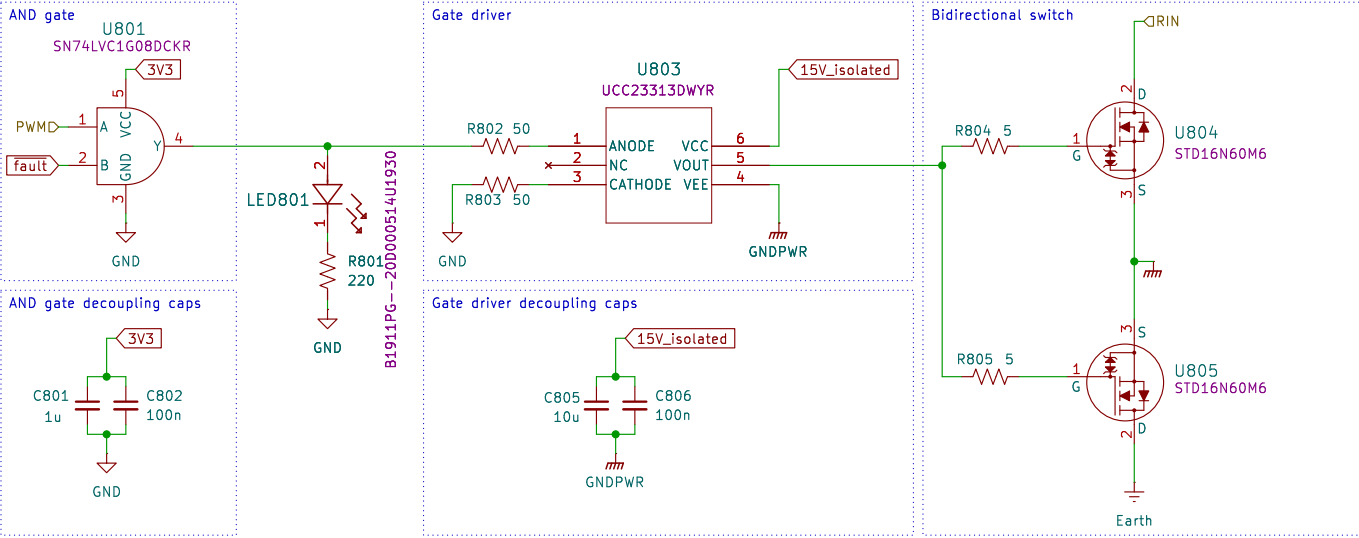 AND gate
U801
SN74LVC1G08DCKR
3V3
5
VCC
PWM
1
A
fault
2
B
Y
4
GND
3
GND
2
LED801
1
B1911PG--20D000514U1930
R801
220
GND
AND gate decoupling caps
3V3
C801
1u
C802
100n
GND
Gate driver
U803
UCC23313DWYR
15V_isolated
R802 50
1
ANODE
2
NC
3
CATHODE
VCC
6
VOUT
5
VEE
4
R803 50
GND
GNDPWR
Gate driver decoupling caps
15V_isolated
C805
10u
C806
100n
GNDPWR
Bidirectional switch
RIN
2
D
R804 5
1
G
U804
STD16N60M6
3
S
3
S
R805 5
1
G
U805
STD16N60M6
2
D
Earth